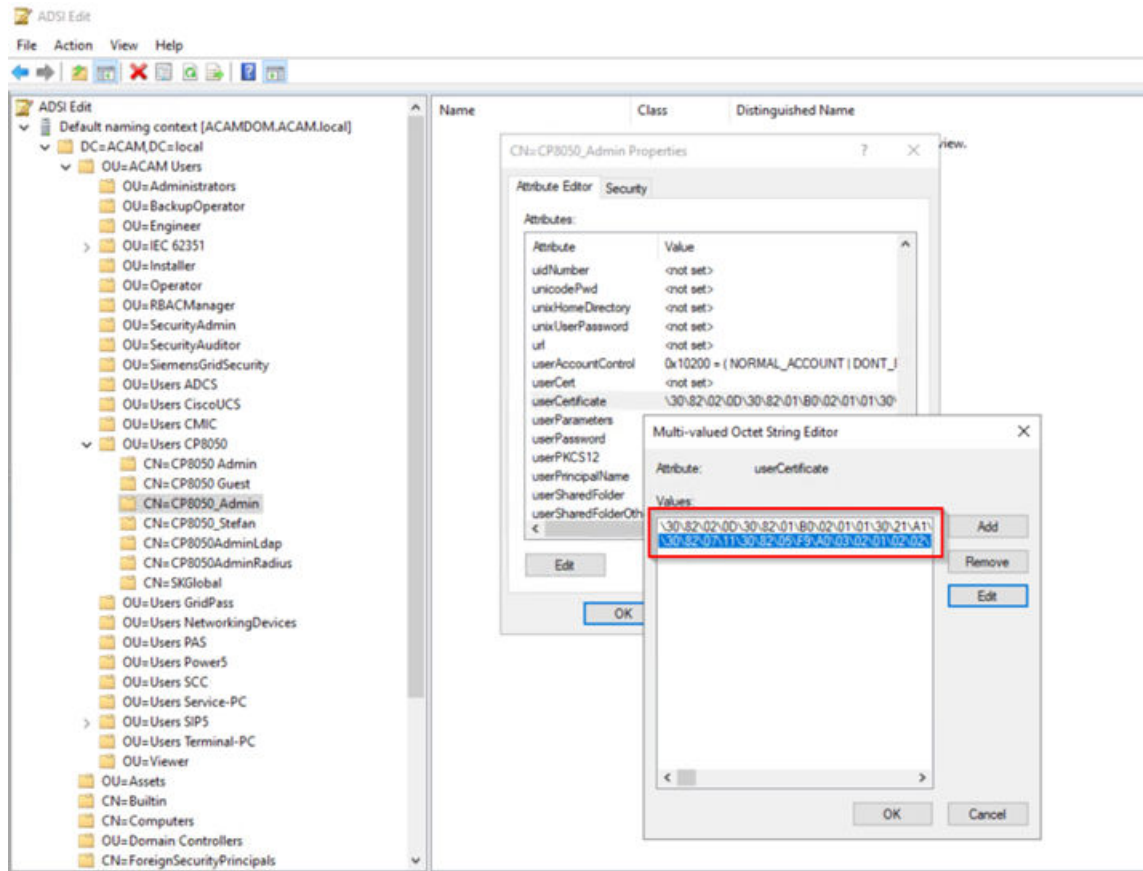 ADSI Edit
File Action View Help
ADSI Edit
Default naming context [ACAMDOM.ACAM.local]
DC=ACAM,DC=local
OU=ACAM Users
OU=Administrators
OU=BackupOperator
OU=Engineer
OU=IEC 62351
OU=Installer
OU=Operator
OU=RBACManager
OU=SecurityAdmin
OU=SecurityAuditor
OU=SiemensGridSecurity
OU=Users ADCS
OU=Users CiscoUCS
OU=Users CMIC
OU=Users CP8050
CN=CP8050 Admin
CN=CP8050 Guest
CN=CP8050_Admin
CN=CP8050_Stefan
CN=CP8050AdminLdap
CN=CP8050AdminRadius
CN=SKGlobal
OU=Users GridPass
OU=Users NetworkingDevices
OU=Users PAS
OU=Users Power5
OU=Users SCC
OU=Users Service-PC
OU=Users SIP5
OU=Users Terminal-PC
OU=Viewer
OU=Assets
CN=Builtin
CN=Computers
OU=Domain Controllers
CN=ForeignSecurityPrincipals
Name Class Distinguished Name
view.
CN=CP8050_Admin Properties ?
Attribute Editor Security
Attributes:
Attribute Value
uidNumber <not set>
unicodePwd <not set>
unixHomeDirectory <not set>
unixUserPassword <not set>
url <not set>
userAccountControl 0x10200 = ( NORMAL_ACCOUNT | DONT_
userCert <not set>
userCertificate \30\82\02\0D\30\82\01\B0\02\01\01\30\
userParameters
userPassword
userPKCS12
userPrincipalName
userSharedFolder
userSharedFolderOth
Edit
OK
Multi-valued Octet String Editor
Attribute: userCertificate
Values:
\30\82\02\0D\30\82\01\B0\02\01\01\30\21\A1\
\30\82\07\11\30\82\05\F9\A0\03\02\01\02\02\
Add
Remove
Edit
OK Cancel